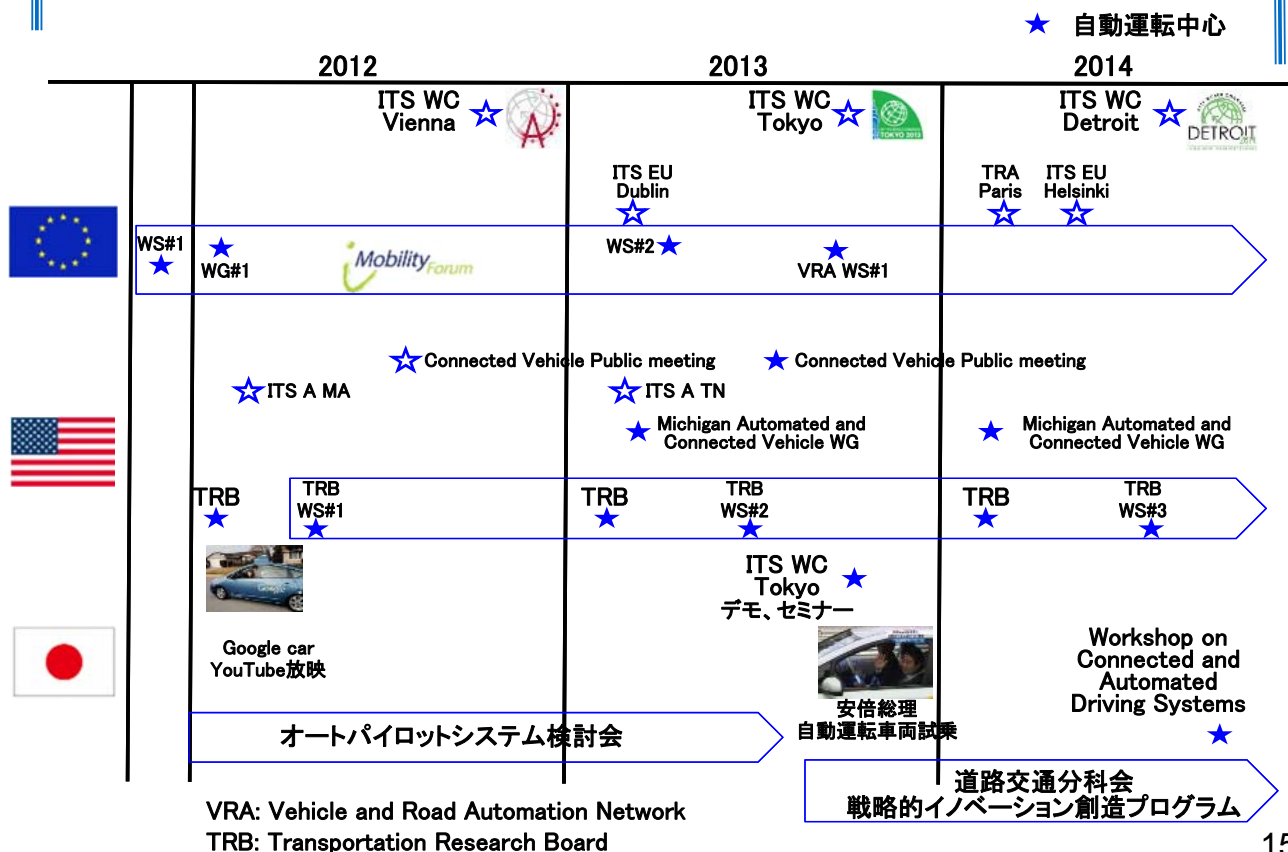 ★ 自動運転中心
2012
2013
2014
ITS WC
Vienna
ITS WC
Tokyo
TOKYO 2013
ITS WC
Detroit
DETROIT
ITS EU
Dublin
TRA
Paris
ITS EU
Helsinki
WS#1
WG#1
iMobility Forum
WS#2
VRA WS#1
Connected Vehicle Public meeting
Connected Vehicle Public meeting
ITS A MA
ITS A TN
Michigan Automated and
Connected Vehicle WG
Michigan Automated and
Connected Vehicle WG
TRB
TRB
WS#1
TRB
TRB
WS#2
TRB
TRB
WS#3
Google
ITS WC
Tokyo
デモ、セミナー
Google car
YouTube放映
安倍総理
自動運転車両試乗
Workshop on
Connected and
Automated
Driving Systems
オートパイロットシステム検討会
道路交通分科会
戦略的イノベーション創造プログラム
VRA: Vehicle and Road Automation Network
TRB: Transportation Research Board
15